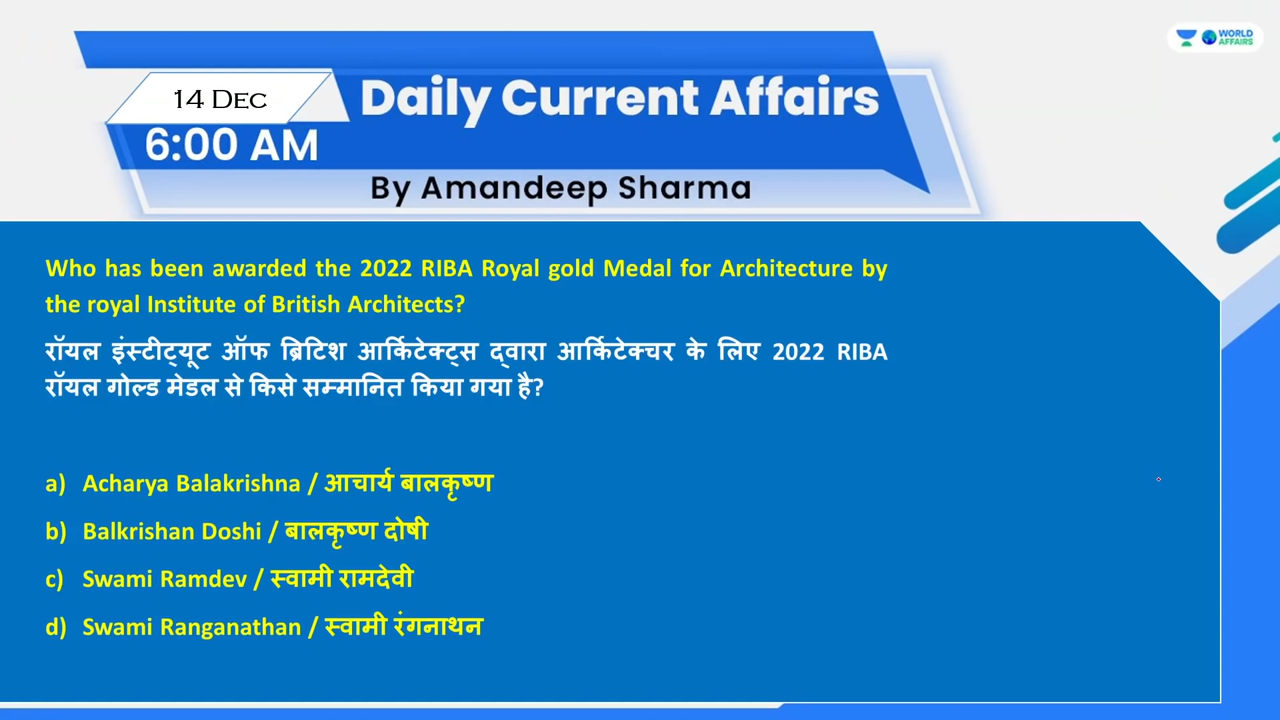 WORLD
AFFAIRS
14 DEC
Daily Current Affairs
6:00 AM
By Amandeep Sharma
Who has been awarded the 2022 RIBA Royal gold Medal for Architecture by
the royal Institute of British Architects?
रॉयल इंस्टीट्यूट ऑफ ब्रिटिश आर्किटेक्ट्स द्वारा आर्किटेक्चर के लिए 2022 RIBA
रॉयल गोल्ड मेडल से किसे सम्मानित किया गया है?
a) Acharya Balakrishna / आचार्य बालकृष्ण
b) Balkrishan Doshi / बालकृष्ण दोषी
c) Swami Ramdev / स्वामी रामदेवी
d) Swami Ranganathan / स्वामी रंगनाथन